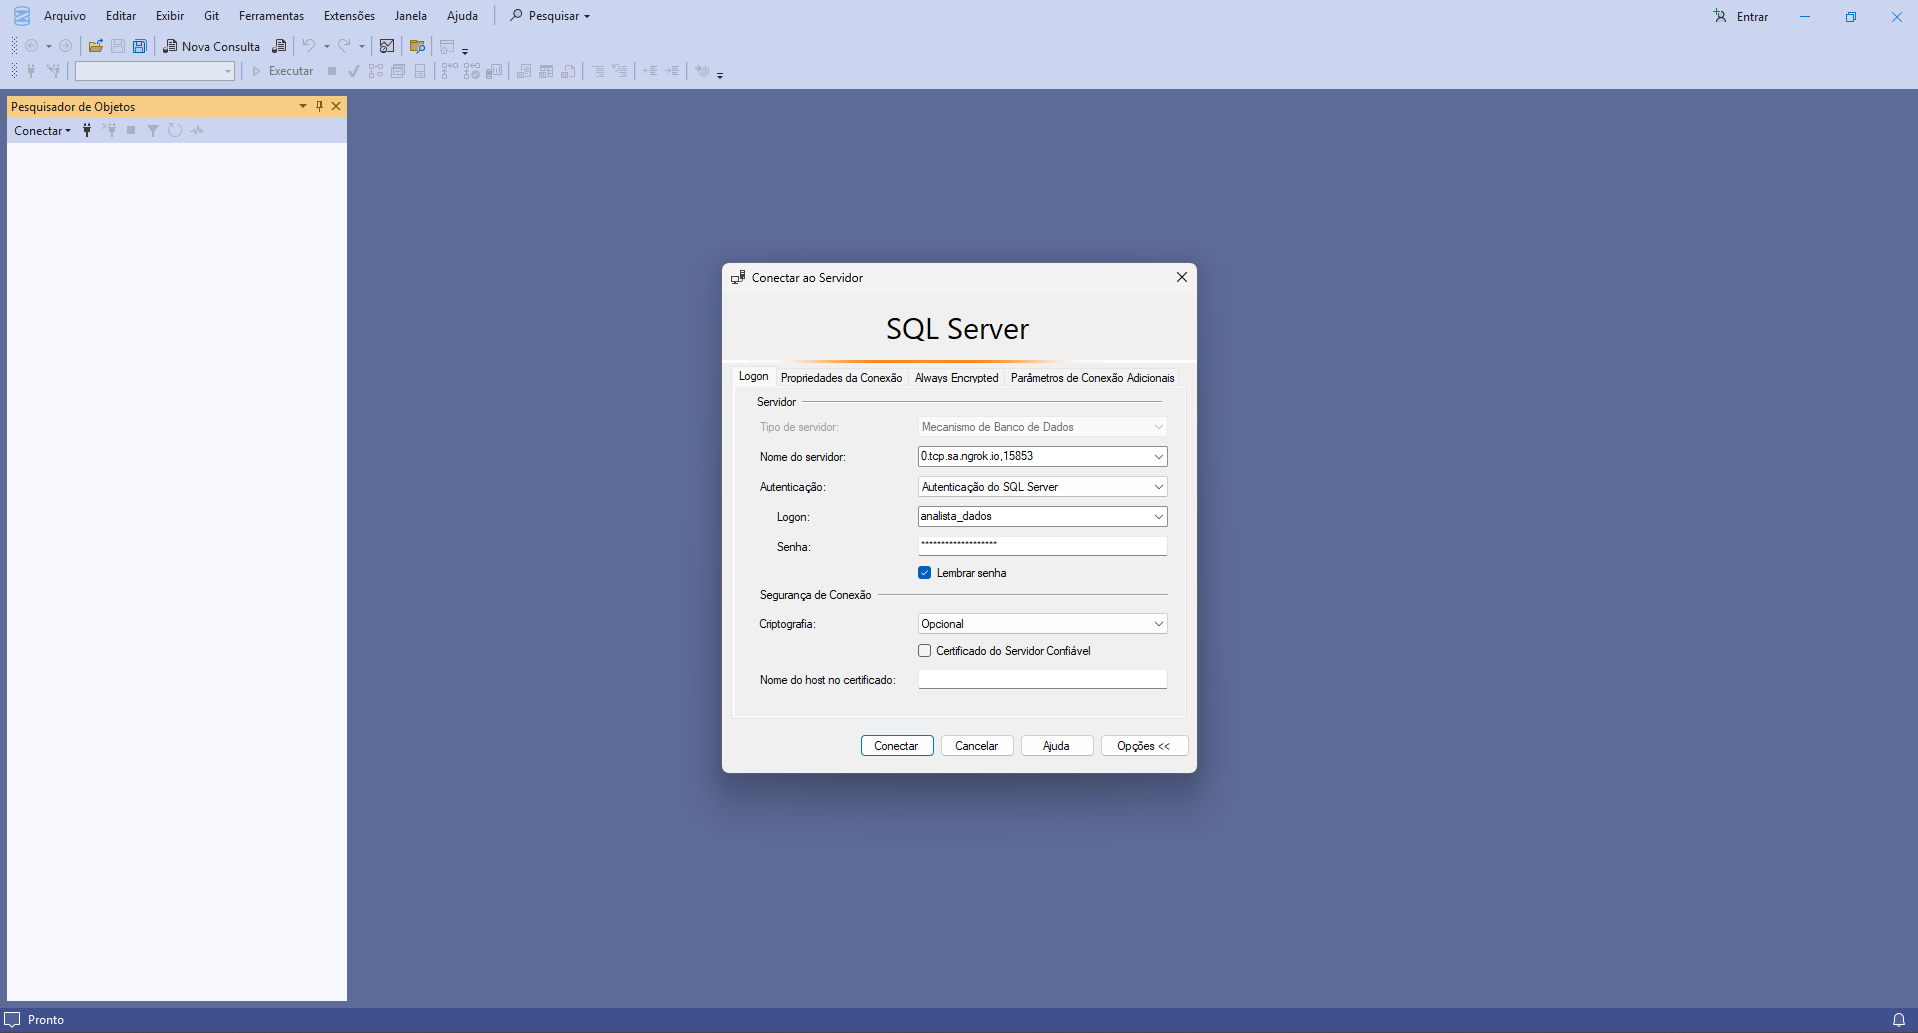 Arquivo Editar Exibir Git Ferramentas Extensões Janela Ajuda Pesquisar Entrar
Nova Consulta
Executar
Pesquisador de Objetos
Conectar
Conectar ao Servidor
SQL Server
Logon Propriedades da Conexão Always Encrypted Parâmetros de Conexão Adicionais
Servidor
Tipo de servidor: Mecanismo de Banco de Dados
Nome do servidor: 0.tcp.sa.ngrok.io,15853
Autenticação: Autenticação do SQL Server
Logon: analista_dados
Senha: *******************
Lembrar senha
Segurança de Conexão
Criptografia: Opcional
Certificado do Servidor Confiável
Nome do host no certificado:
Conectar Cancelar Ajuda Opções <<
Pronto